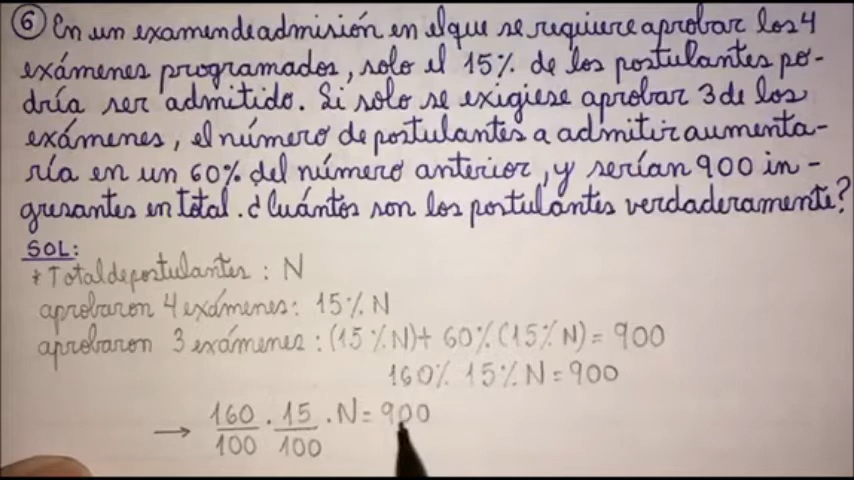 6 En un examen de admisión en el que se requiere aprobar los 4
exámenes programados, solo el 15% de los postulantes po-
dría ser admitido. Si solo se exigiese aprobar 3 de los
exámenes, el número de postulantes a admitir aumenta-
ría en un 60% del número anterior, y serían 900 in-
gresantes en total. ¿Cuántos son los postulantes verdaderamente?
SOL:
* Total de postulantes : N
aprobaron 4 exámenes: 15% N
aprobaron 3 exámenes : (15% N) + 60% (15% N) = 900
160% 15% N = 900
→ 160/100 . 15/100 . N = 900